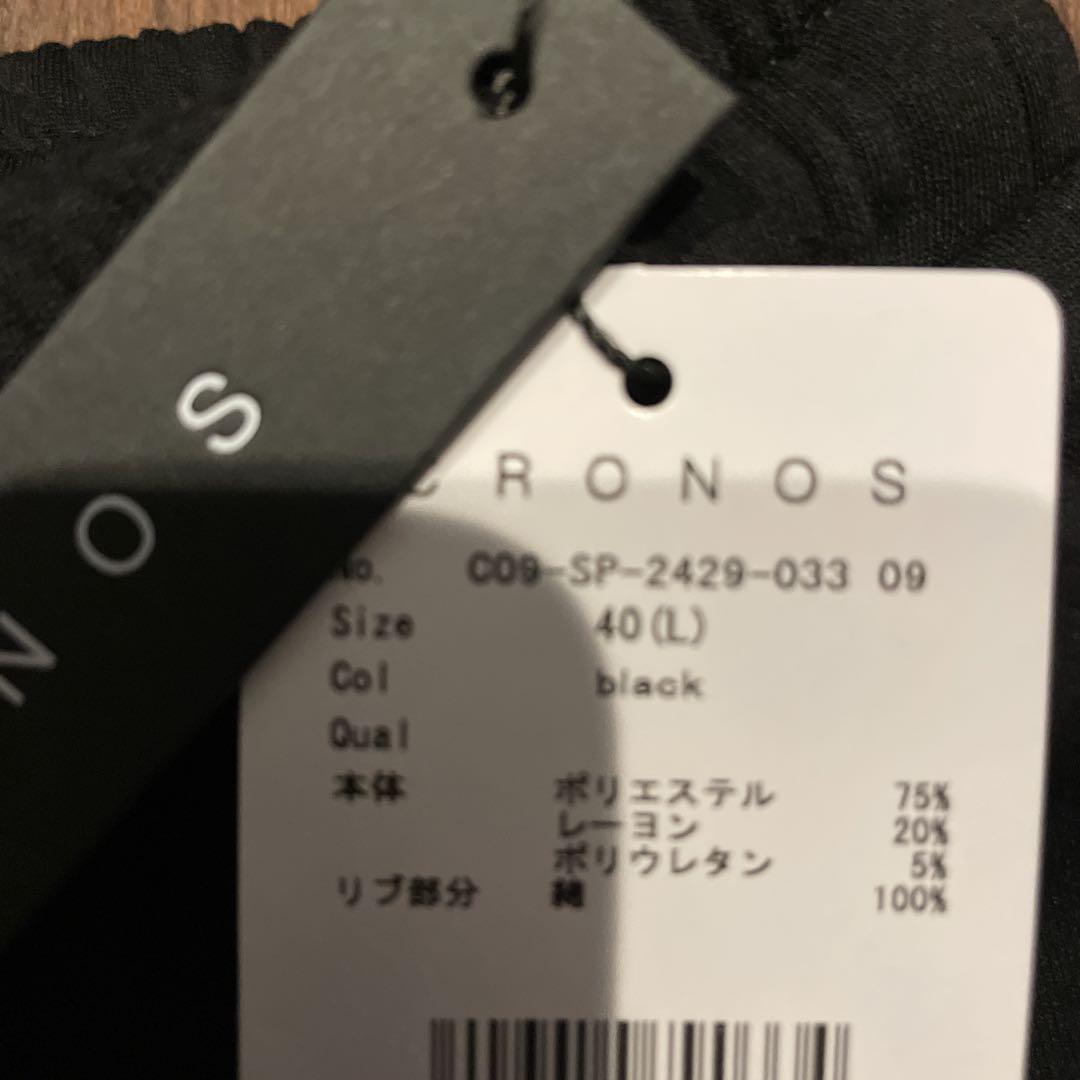 NOS
CRONOS
No. C09-SP-2429-033 09
Size 40(L)
Col black
Qual
本体 ポリエステル 75%
レーヨン 20%
ポリウレタン 5%
リブ部分 綿 100%